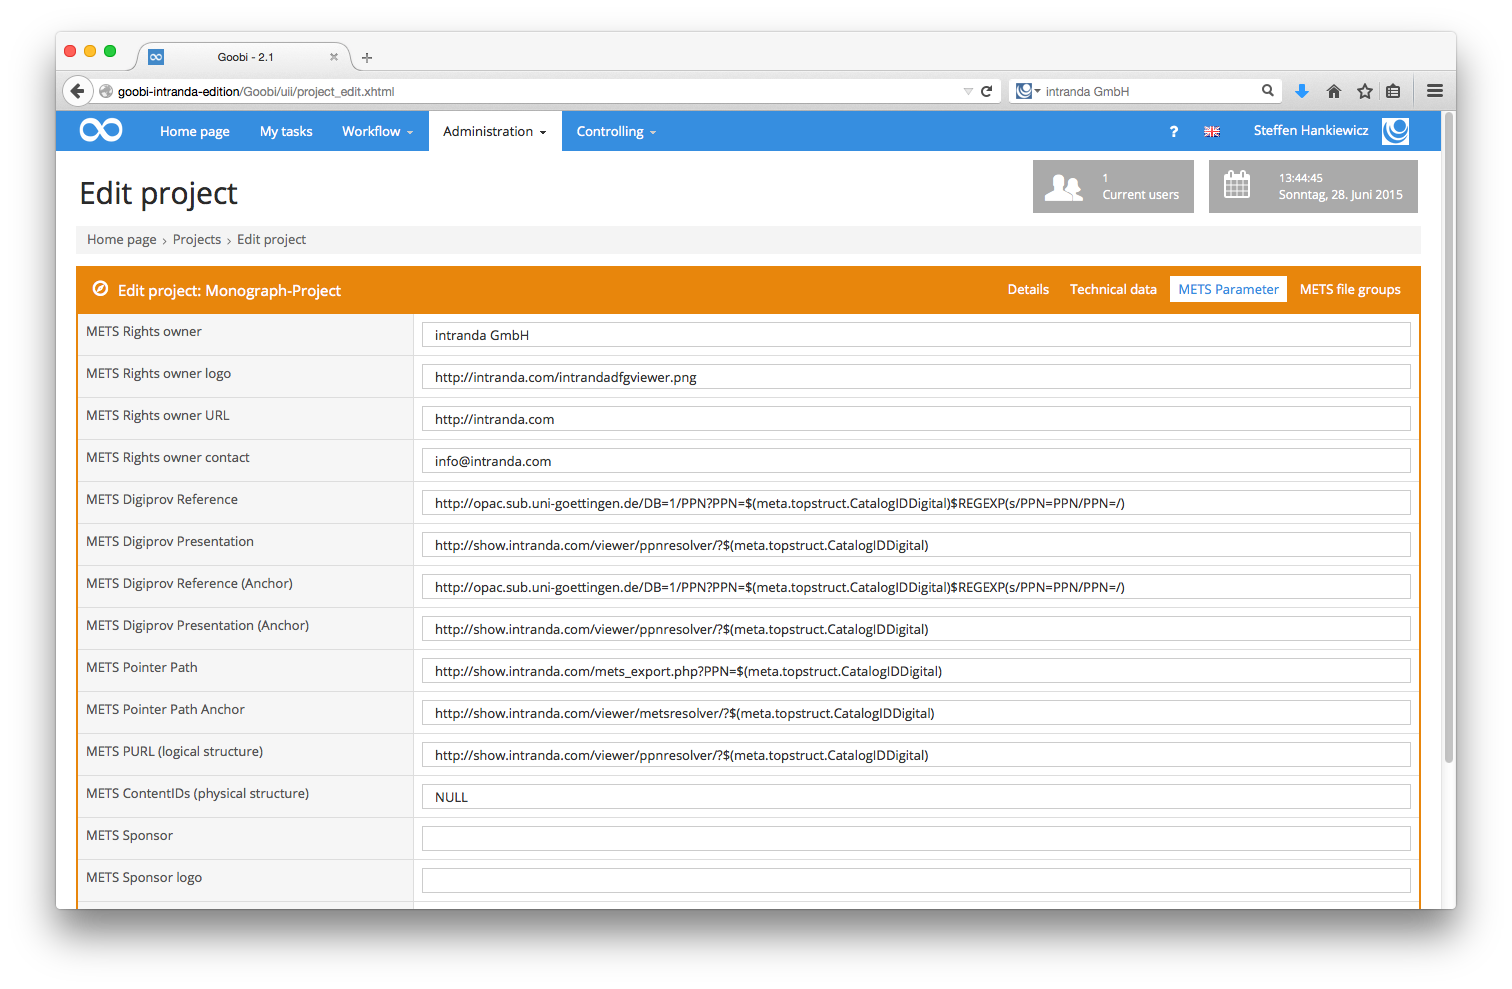 Goobi - 2.1
goobi-intranda-edition/Goobi/uii/project_edit.xhtml
intranda GmbH
Home page My tasks Workflow Administration Controlling ? Steffen Hankiewicz
Edit project
1
Current users
13:44:45
Sonntag, 28. Juni 2015
Home page › Projects › Edit project
Edit project: Monograph-Project
Details Technical data METS Parameter METS file groups
METS Rights owner intranda GmbH
METS Rights owner logo http://intranda.com/intrandadfgviewer.png
METS Rights owner URL http://intranda.com
METS Rights owner contact info@intranda.com
METS Digiprov Reference http://opac.sub.uni-goettingen.de/DB=1/PPN?PPN=$(meta.topstruct.CatalogIDDigital)$REGEXP(s/PPN=PPN/PPN=/)
METS Digiprov Presentation http://show.intranda.com/viewer/ppnresolver/?$(meta.topstruct.CatalogIDDigital)
METS Digiprov Reference (Anchor) http://opac.sub.uni-goettingen.de/DB=1/PPN?PPN=$(meta.topstruct.CatalogIDDigital)$REGEXP(s/PPN=PPN/PPN=/)
METS Digiprov Presentation (Anchor) http://show.intranda.com/viewer/ppnresolver/?$(meta.topstruct.CatalogIDDigital)
METS Pointer Path http://show.intranda.com/mets_export.php?PPN=$(meta.topstruct.CatalogIDDigital)
METS Pointer Path Anchor http://show.intranda.com/viewer/metsresolver/?$(meta.topstruct.CatalogIDDigital)
METS PURL (logical structure) http://show.intranda.com/viewer/ppnresolver/?$(meta.topstruct.CatalogIDDigital)
METS ContentIDs (physical structure) NULL
METS Sponsor
METS Sponsor logo